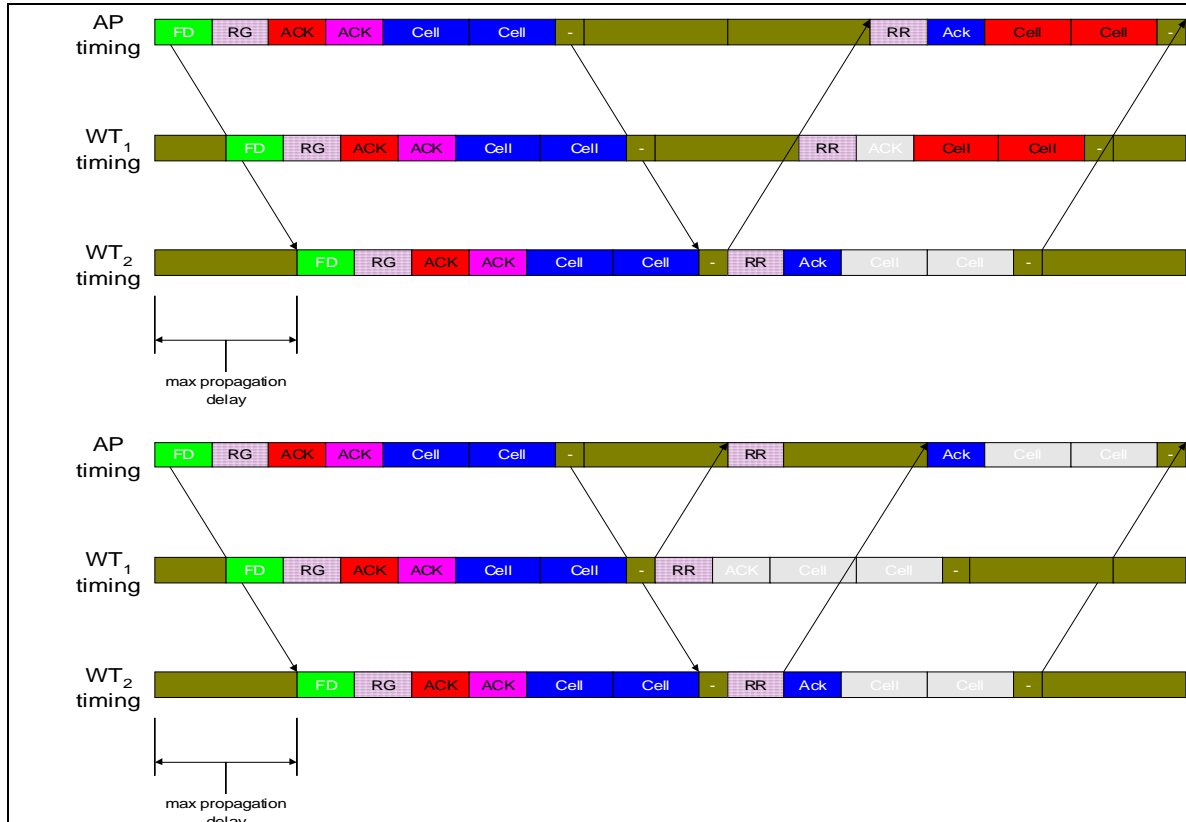 AP timing FD RG ACK ACK Cell Cell - RR Ack Cell Cell -
WT1 timing FD RG ACK ACK Cell Cell - RR ACK Cell Cell -
WT2 timing FD RG ACK ACK Cell Cell - RR Ack Cell Cell -
max propagation
delay
AP timing FD RG ACK ACK Cell Cell - RR Ack Cell Cell -
WT1 timing FD RG ACK ACK Cell Cell - RR ACK Cell Cell -
WT2 timing FD RG ACK ACK Cell Cell - RR Ack Cell Cell -
max propagation
delay